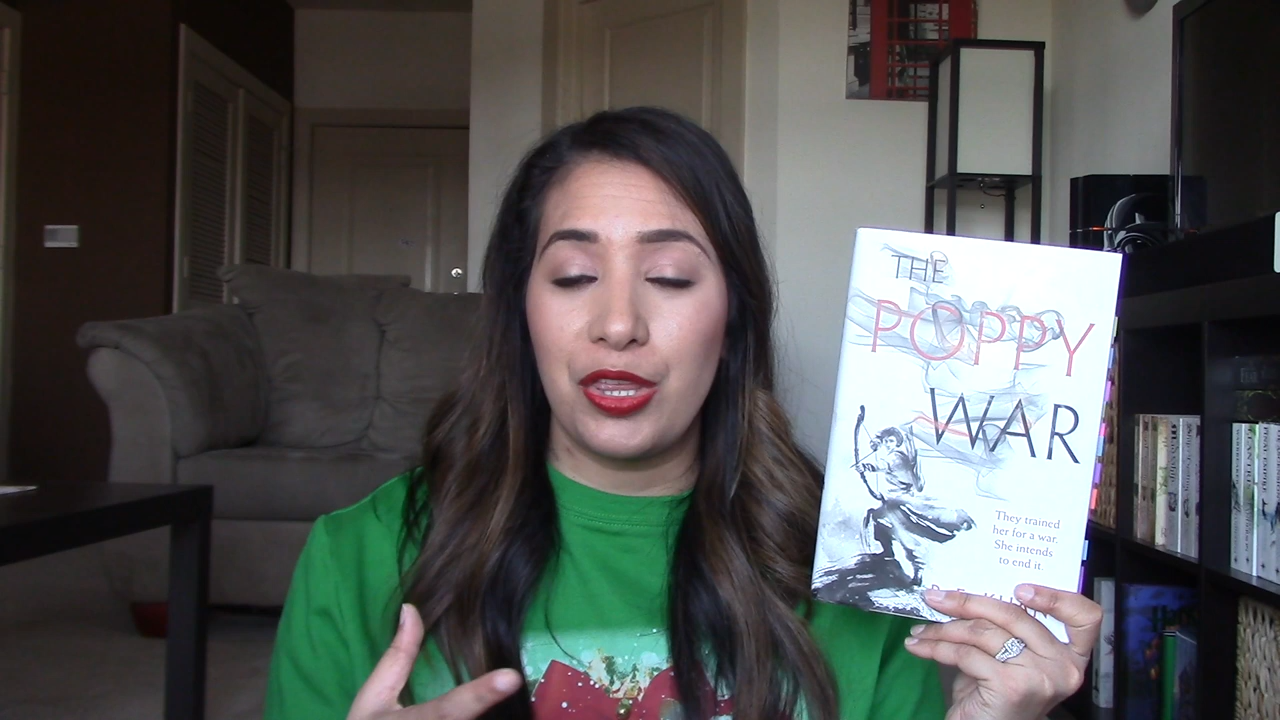 THE
POPPY
WAR
They trained
her for a war.
She intends
to end it.